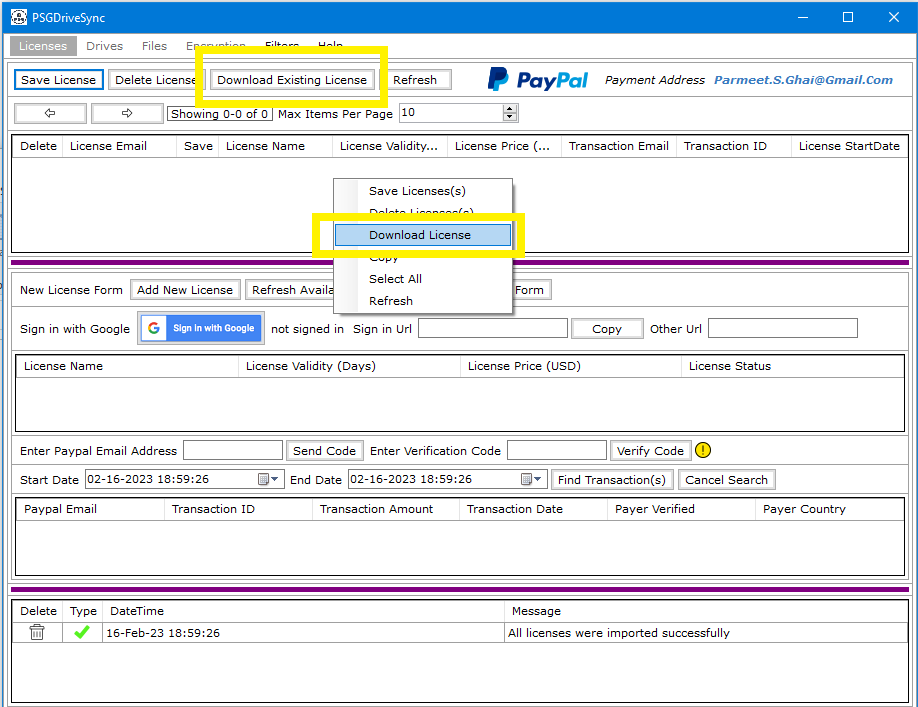 PSGDriveSync
Licenses Drives Files Encryption Filters Help
Save License Delete License Download Existing License Refresh PayPal Payment Address Parmeet.S.Ghai@Gmail.Com
Showing 0-0 of 0 Max Items Per Page 10
Delete License Email Save License Name License Validity... License Price (... Transaction Email Transaction ID License StartDate
Save Licenses(s)
Delete Licenses(s)
Download License
Copy
Select All
Refresh
New License Form Add New License Refresh Availa Form
Sign in with Google Sign in with Google not signed in Sign in Url Copy Other Url
License Name License Validity (Days) License Price (USD) License Status
Enter Paypal Email Address Send Code Enter Verification Code Verify Code
Start Date 02-16-2023 18:59:26 End Date 02-16-2023 18:59:26 Find Transaction(s) Cancel Search
Paypal Email Transaction ID Transaction Amount Transaction Date Payer Verified Payer Country
Delete Type DateTime Message
16-Feb-23 18:59:26 All licenses were imported successfully